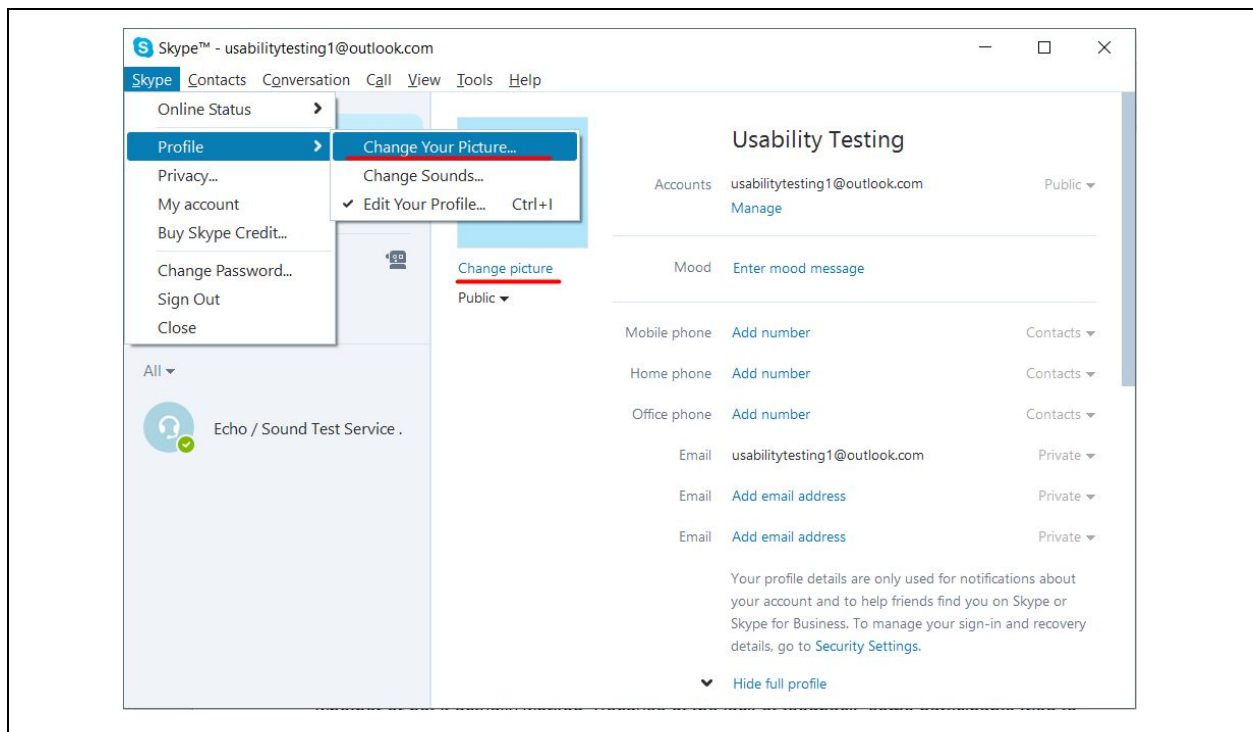 Skype™ - usabilitytesting1@outlook.com
Skype Contacts Conversation Call View Tools Help
Online Status
Profile
Privacy...
My account
Buy Skype Credit...
Change Password...
Sign Out
Close
Change Your Picture...
Change Sounds...
Edit Your Profile... Ctrl+I
All
Echo / Sound Test Service .
Change picture
Public
Usability Testing
Accounts usabilitytesting1@outlook.com Public
Manage
Mood Enter mood message
Mobile phone Add number Contacts
Home phone Add number Contacts
Office phone Add number Contacts
Email usabilitytesting1@outlook.com Private
Email Add email address Private
Email Add email address Private
Your profile details are only used for notifications about
your account and to help friends find you on Skype or
Skype for Business. To manage your sign-in and recovery
details, go to Security Settings.
Hide full profile